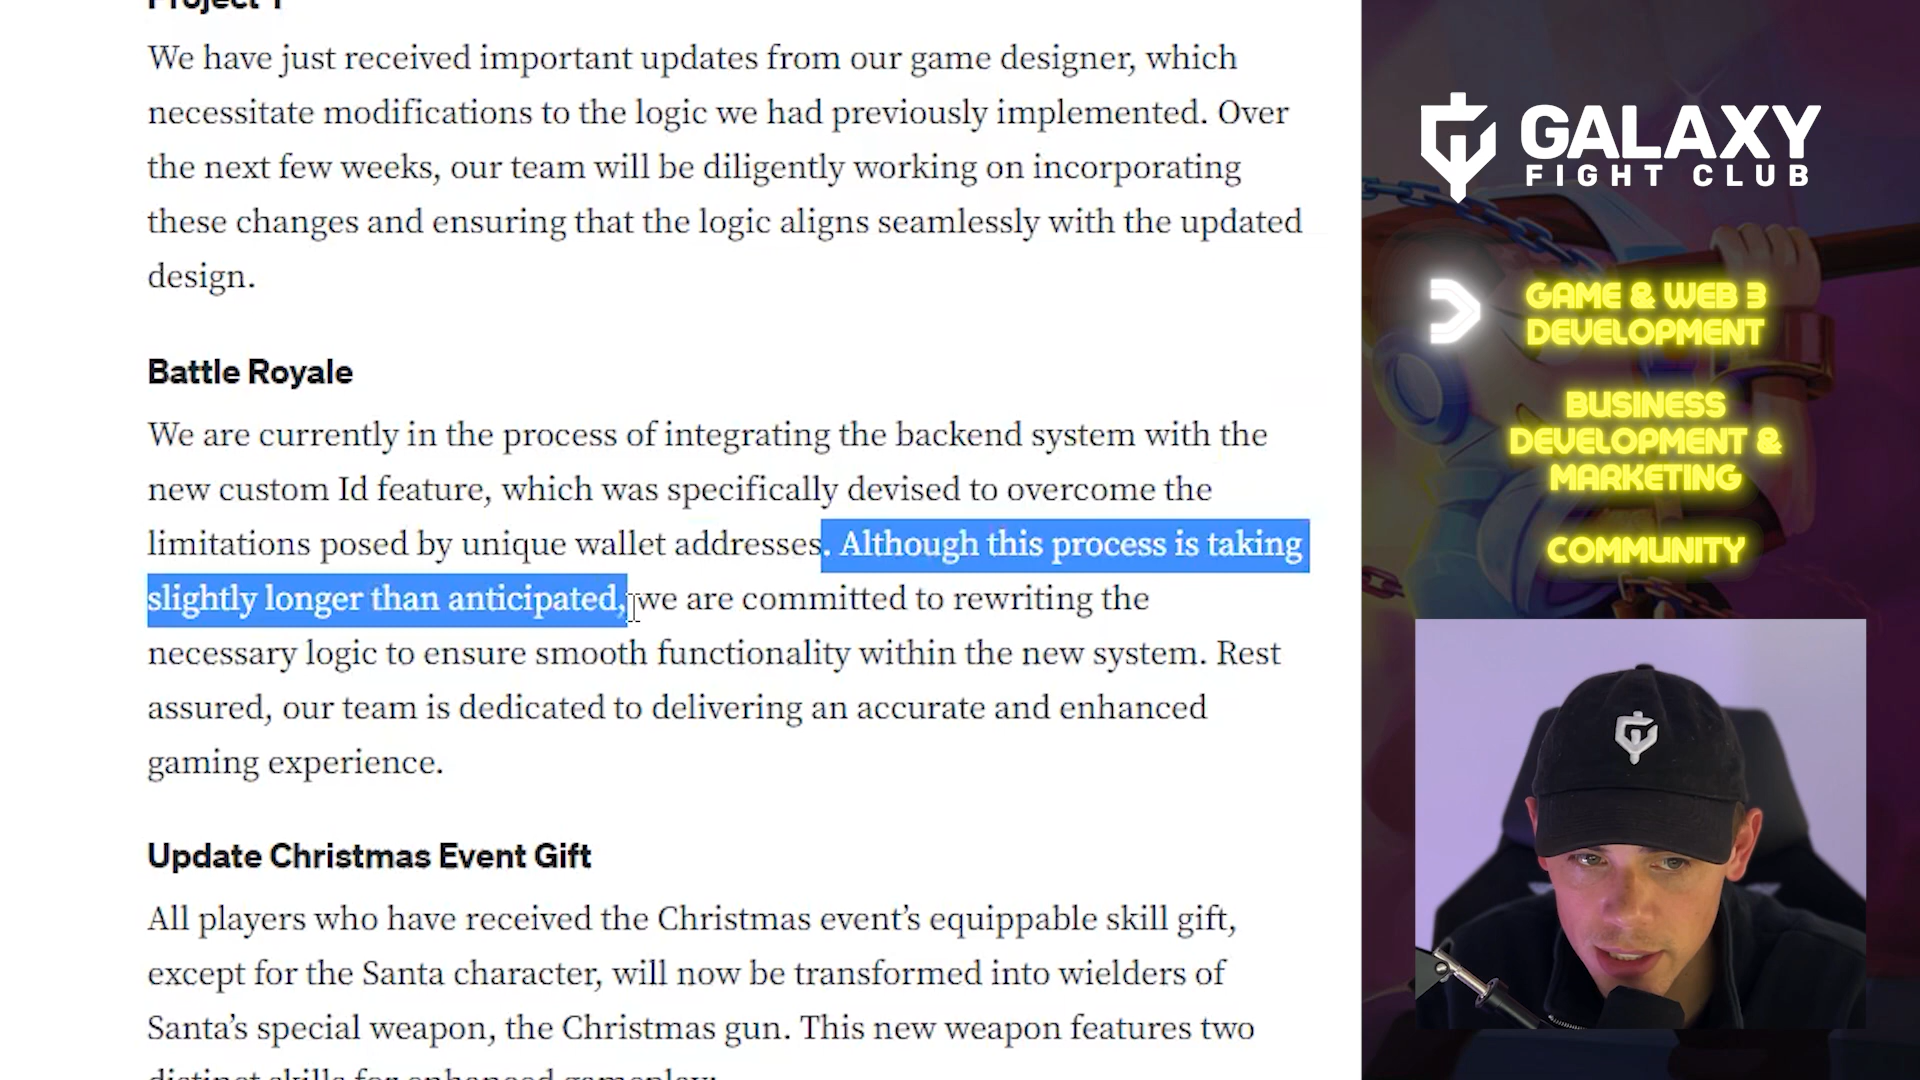 Project 1
We have just received important updates from our game designer, which
necessitate modifications to the logic we had previously implemented. Over
the next few weeks, our team will be diligently working on incorporating
these changes and ensuring that the logic aligns seamlessly with the updated
design.
Battle Royale
We are currently in the process of integrating the backend system with the
new custom Id feature, which was specifically devised to overcome the
limitations posed by unique wallet addresses. Although this process is taking
slightly longer than anticipated, we are committed to rewriting the
necessary logic to ensure smooth functionality within the new system. Rest
assured, our team is dedicated to delivering an accurate and enhanced
gaming experience.
Update Christmas Event Gift
All players who have received the Christmas event’s equippable skill gift,
except for the Santa character, will now be transformed into wielders of
Santa’s special weapon, the Christmas gun. This new weapon features two
distinct skills for enhanced gameplay:
GALAXY
FIGHT CLUB
GAME & WEB 3
DEVELOPMENT
BUSINESS
DEVELOPMENT &
MARKETING
COMMUNITY